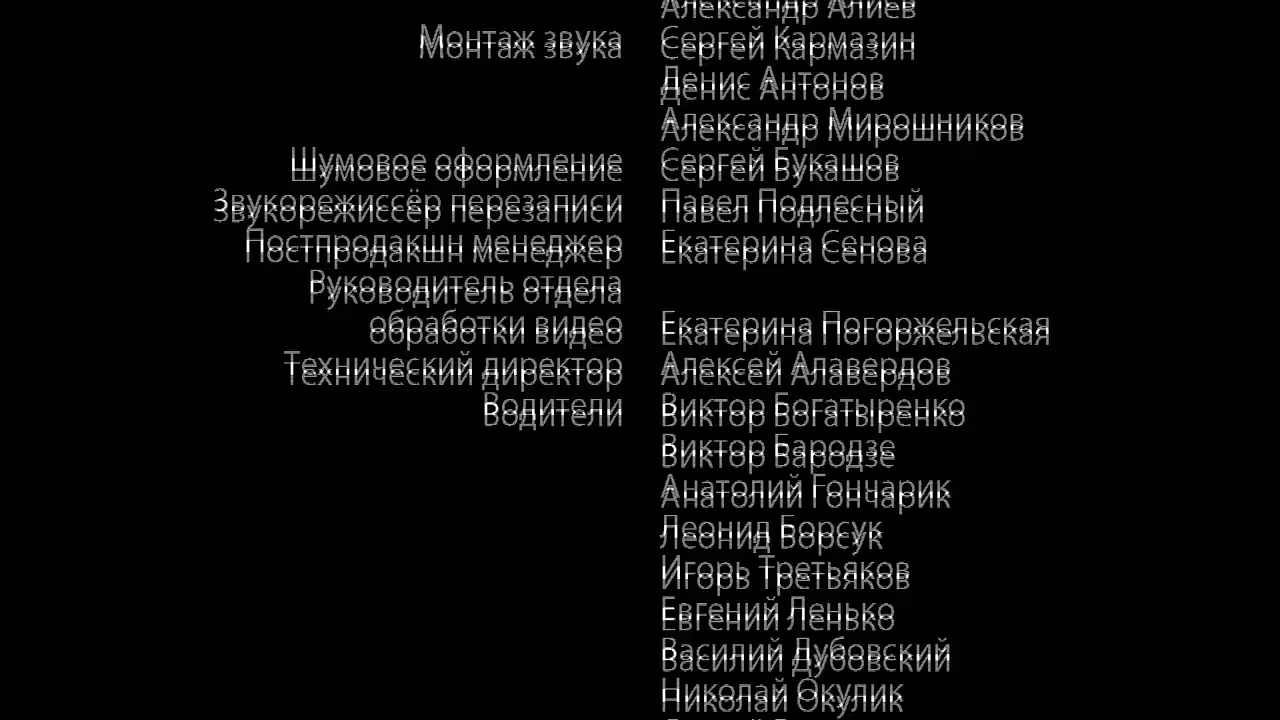 Александр Алиев
Монтаж звука Сергей Кармазин
Денис Антонов
Александр Мирошников
Шумовое оформление Сергей Букашов
Звукорежиссёр перезаписи Павел Подлесный
Постпродакшн менеджер Екатерина Сенова
Руководитель отдела
обработки видео Екатерина Погоржельская
Технический директор Алексей Алавердов
Водители Виктор Богатыренко
Виктор Бародзе
Анатолий Гончарик
Леонид Борсук
Игорь Третьяков
Евгений Ленько
Василий Дубовский
Николай Окулик